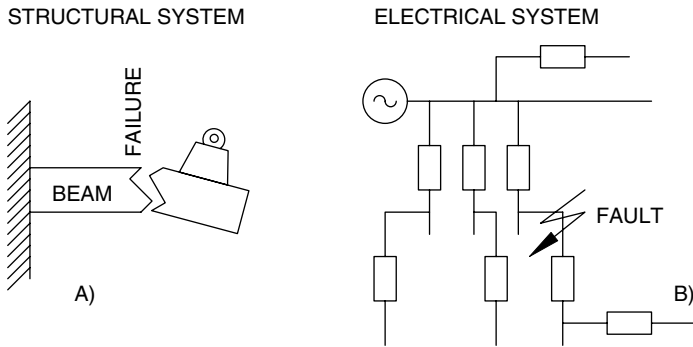 STRUCTURAL SYSTEM
ELECTRICAL SYSTEM
FAILURE
BEAM
FAULT
A)
B)